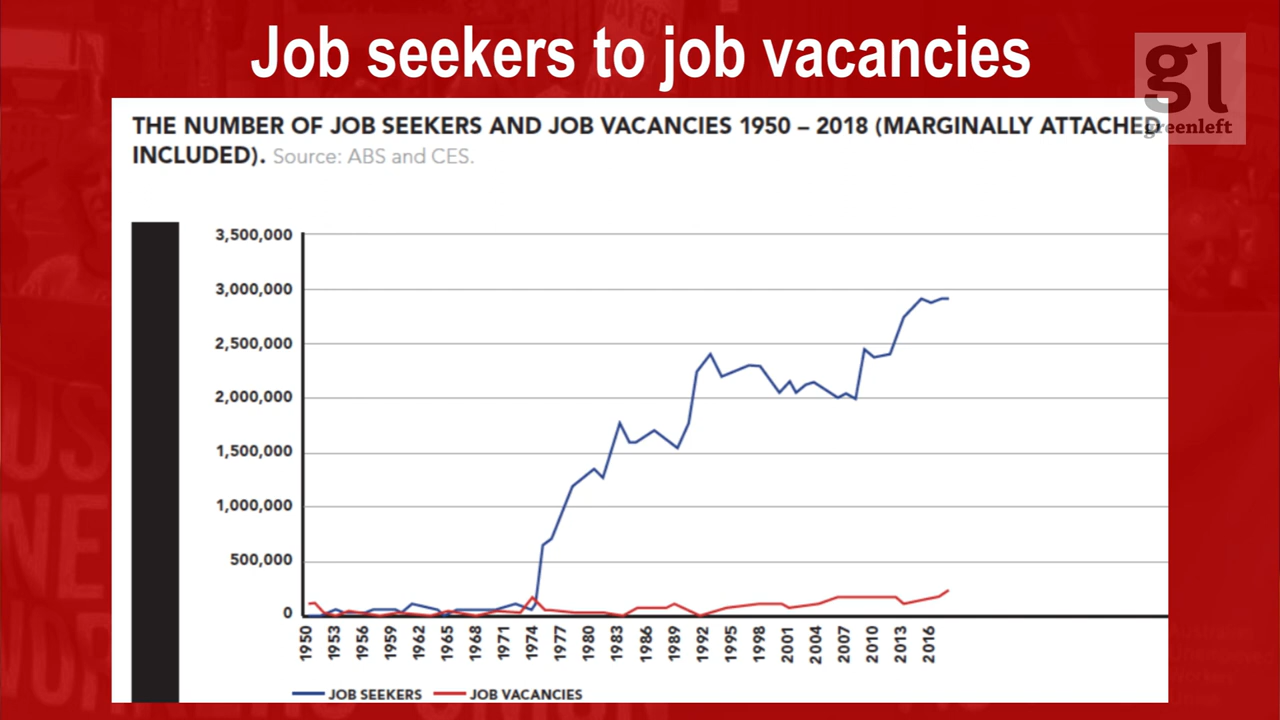 Job seekers to job vacancies
gl
greenleft
THE NUMBER OF JOB SEEKERS AND JOB VACANCIES 1950 – 2018 (MARGINALLY ATTACHED
INCLUDED). Source: ABS and CES.
3,500,000
3,000,000
2,500,000
2,000,000
1,500,000
1,000,000
500,000
0
1950 1953 1956 1959 1962 1965 1968 1971 1974 1977 1980 1983 1986 1989 1992 1995 1998 2001 2004 2007 2010 2013 2016
JOB SEEKERS JOB VACANCIES